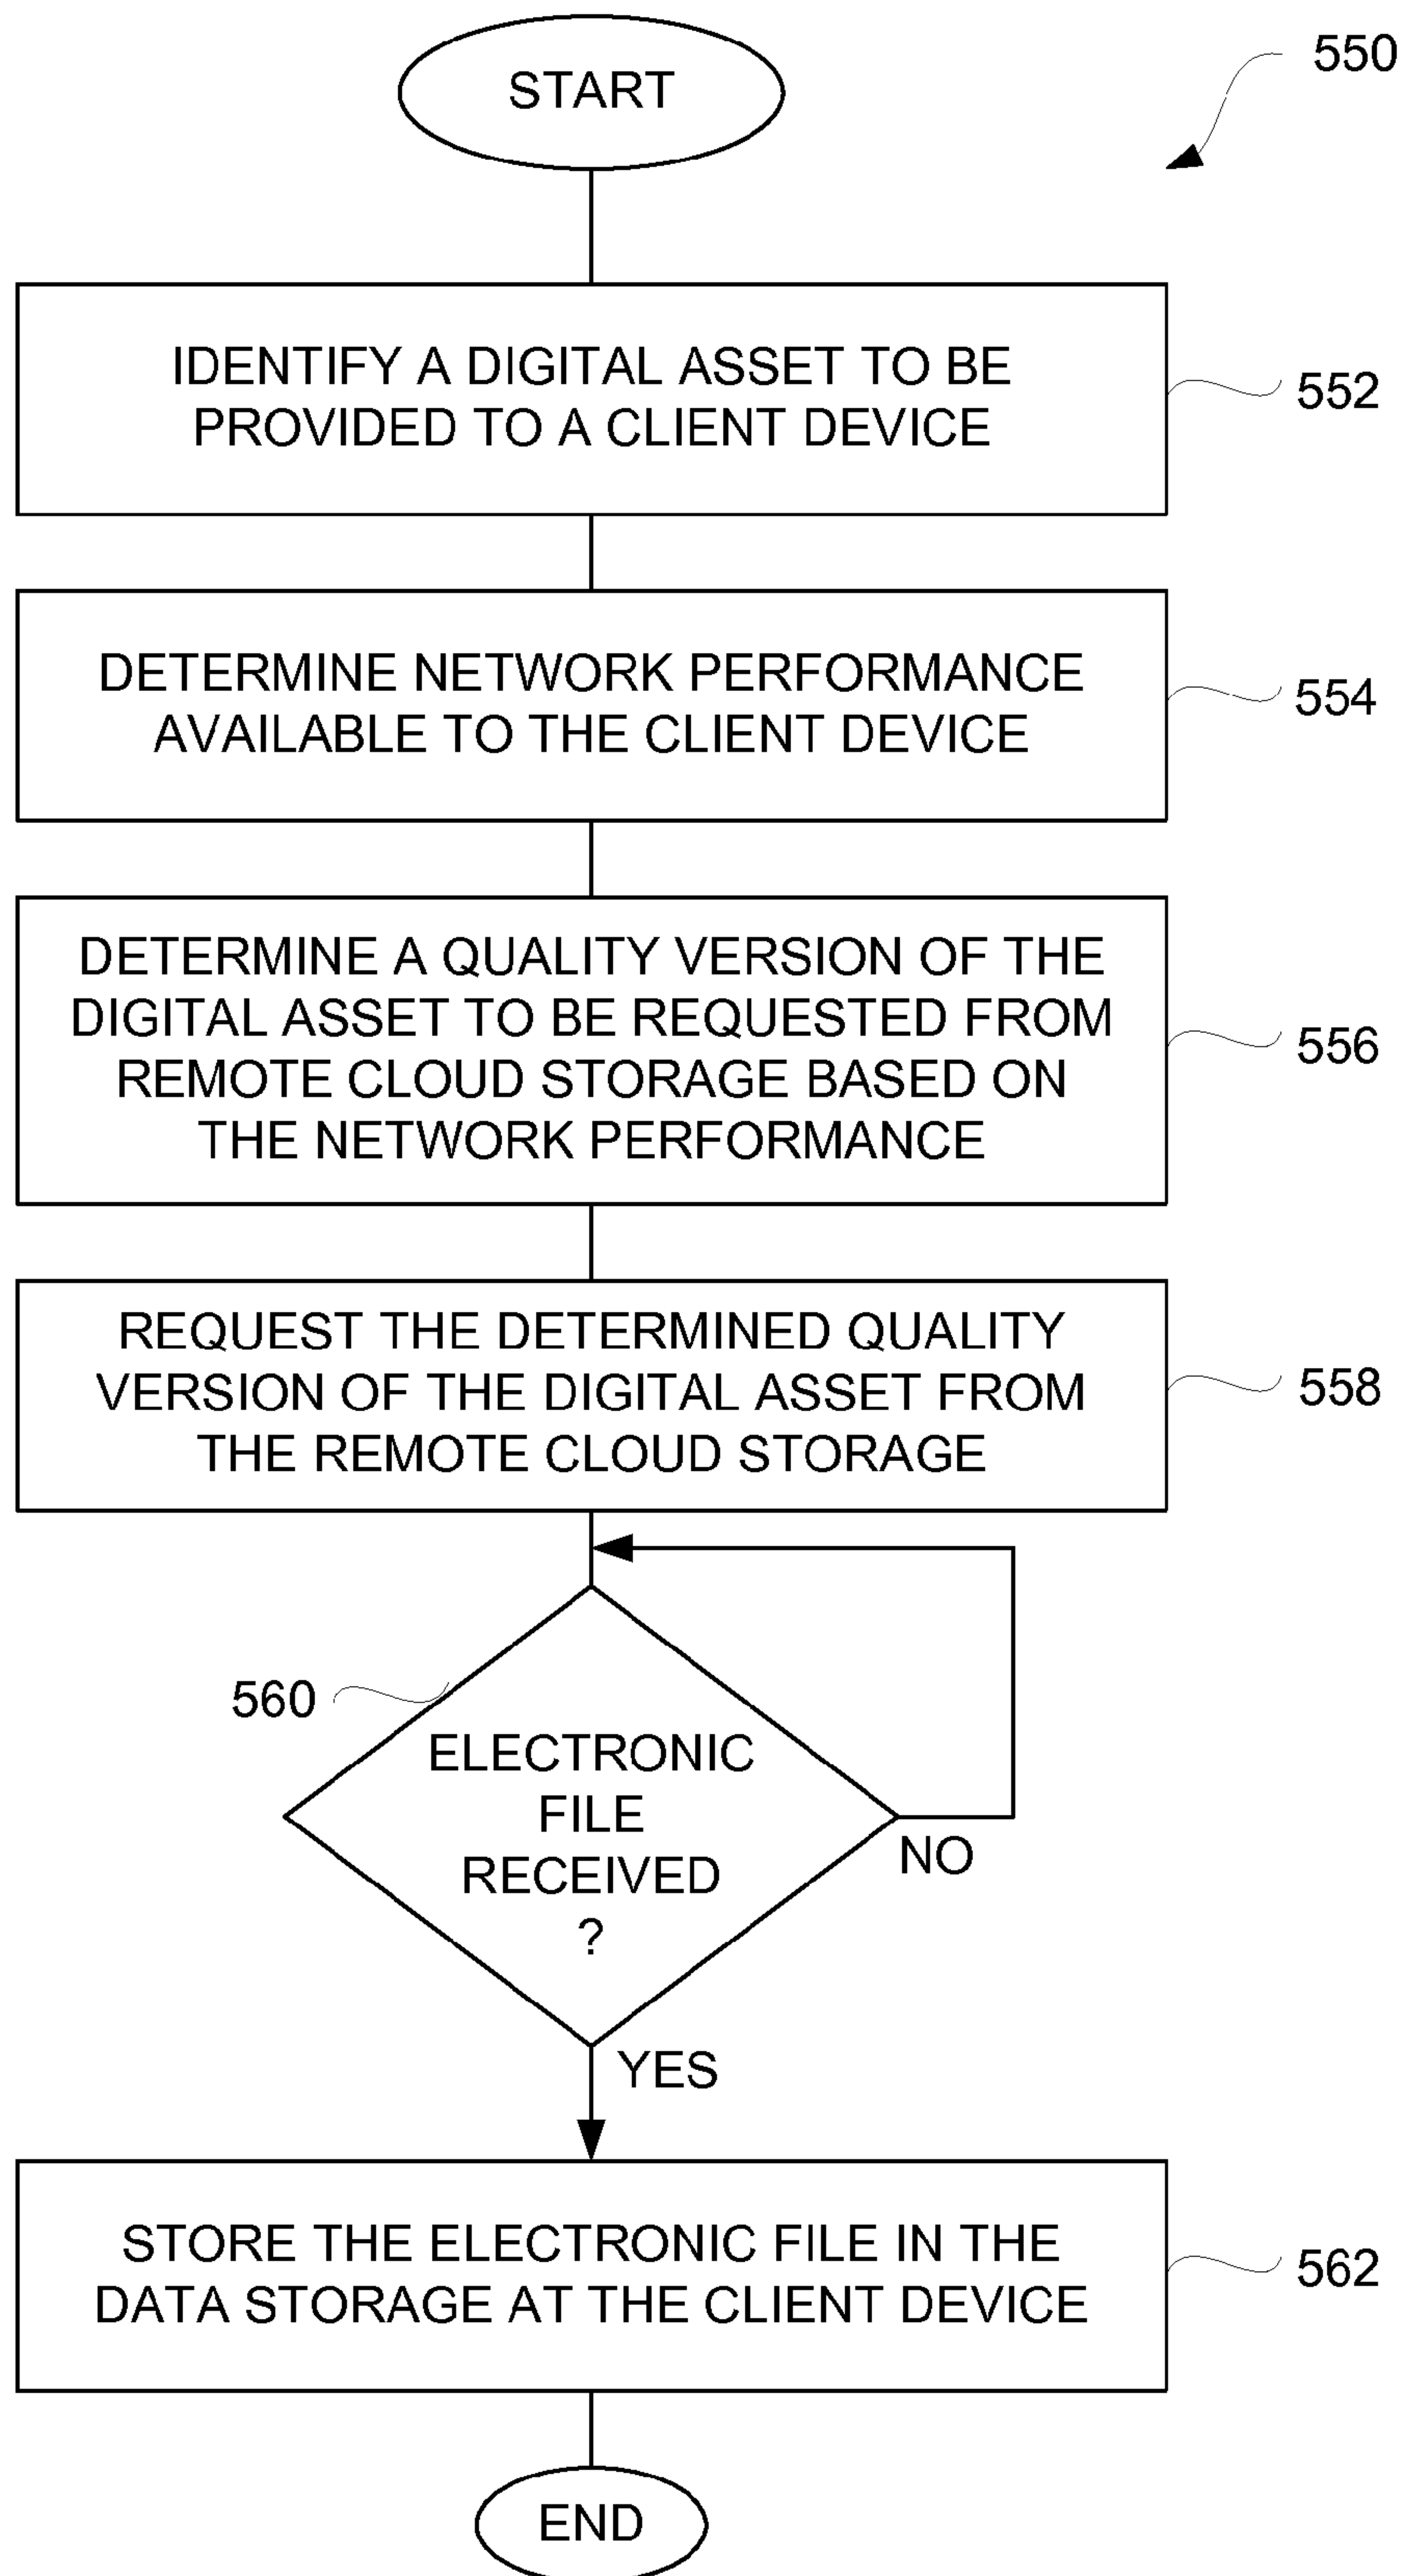 START
550
IDENTIFY A DIGITAL ASSET TO BE
PROVIDED TO A CLIENT DEVICE
552
DETERMINE NETWORK PERFORMANCE
AVAILABLE TO THE CLIENT DEVICE
554
DETERMINE A QUALITY VERSION OF THE
DIGITAL ASSET TO BE REQUESTED FROM
REMOTE CLOUD STORAGE BASED ON
THE NETWORK PERFORMANCE
556
REQUEST THE DETERMINED QUALITY
VERSION OF THE DIGITAL ASSET FROM
THE REMOTE CLOUD STORAGE
558
560
ELECTRONIC
FILE
RECEIVED
?
NO
YES
STORE THE ELECTRONIC FILE IN THE
DATA STORAGE AT THE CLIENT DEVICE
562
END